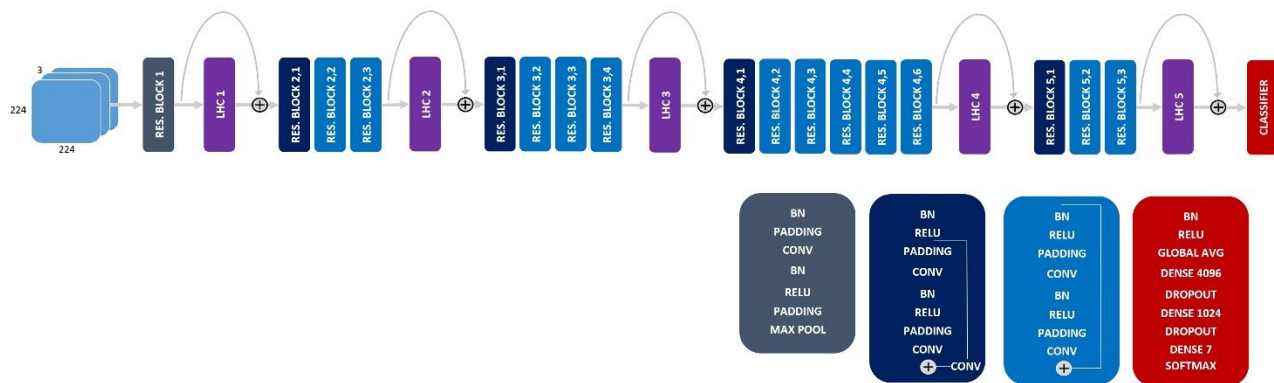 3
224
224
RES. BLOCK 1
LHC 1
+
RES. BLOCK 2,1
RES. BLOCK 2,2
RES. BLOCK 2,3
LHC 2
+
RES. BLOCK 3,1
RES. BLOCK 3,2
RES. BLOCK 3,3
RES. BLOCK 3,4
LHC 3
+
RES. BLOCK 4,1
RES. BLOCK 4,2
RES. BLOCK 4,3
RES. BLOCK 4,4
RES. BLOCK 4,5
RES. BLOCK 4,6
LHC 4
+
RES. BLOCK 5,1
RES. BLOCK 5,2
RES. BLOCK 5,3
LHC 5
+
CLASSIFIER
BN
PADDING
CONV
BN
RELU
PADDING
MAX POOL
BN
RELU
PADDING
CONV
BN
RELU
PADDING
CONV
+ CONV
BN
RELU
PADDING
CONV
BN
RELU
PADDING
CONV
+
BN
RELU
GLOBAL AVG
DENSE 4096
DROPOUT
DENSE 1024
DROPOUT
DENSE 7
SOFTMAX